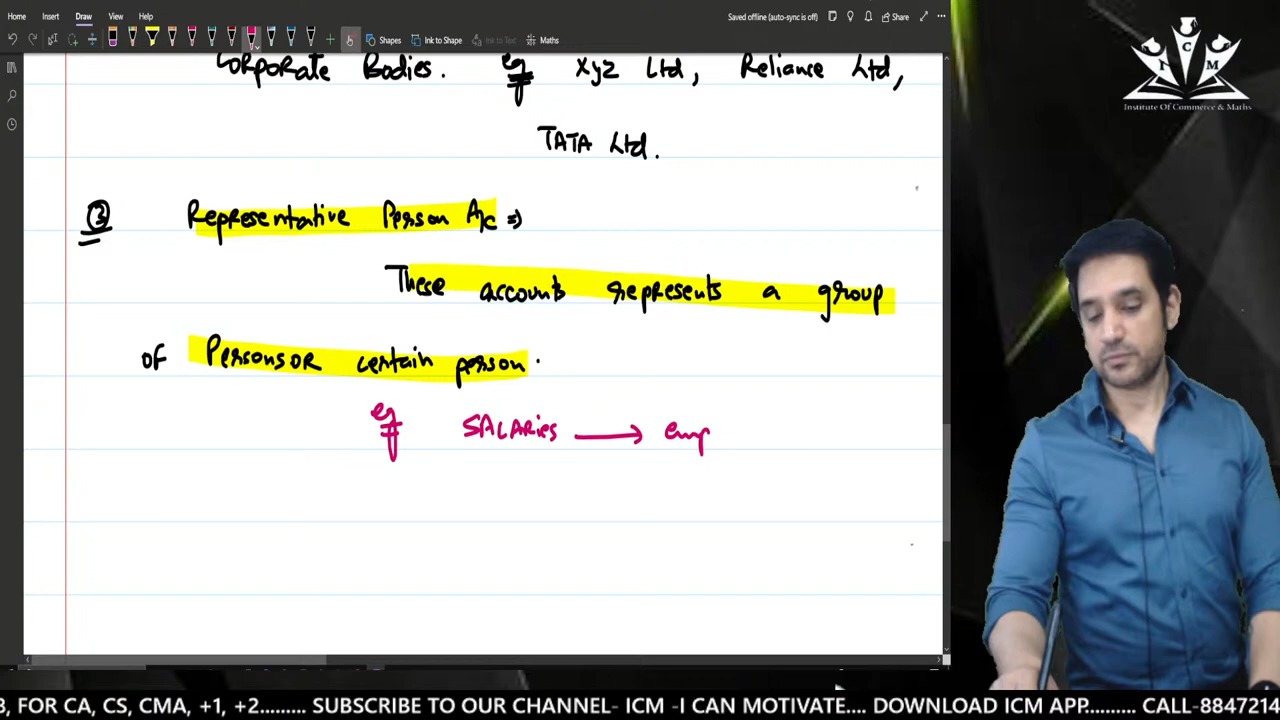 Home Insert Draw View Help Saved offline (auto-sync is off) Share
Shapes Ink to Shape Ink to Text Maths
Corporate Bodies. eg Xyz Ltd, Reliance Ltd,
TATA Ltd.
③ Representative Person A/c ⇒
These accounts represents a group
of Persons OR certain person.
eg SALARIES → emp
I C M
Institute Of Commerce & Maths
3, FOR CA, CS, CMA, +1, +2........ SUBSCRIBE TO OUR CHANNEL- ICM -I CAN MOTIVATE.... DOWNLOAD ICM APP......... CALL-8847214